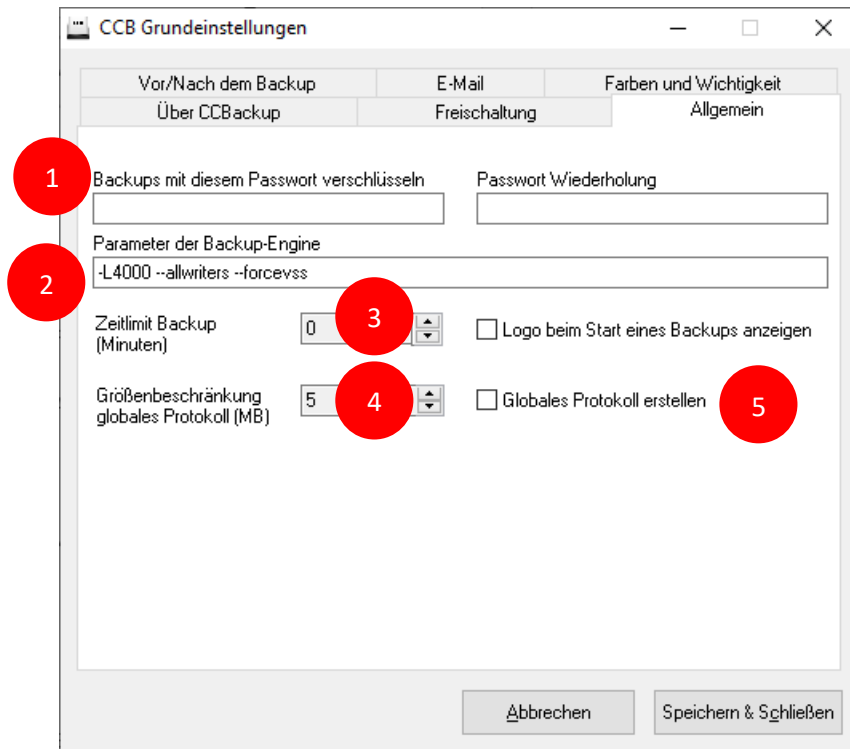 CCB Grundeinstellungen
Vor/Nach dem Backup E-Mail Farben und Wichtigkeit
Über CCBackup Freischaltung Allgemein
1
Backups mit diesem Passwort verschlüsseln Passwort Wiederholung
Parameter der Backup-Engine
2
-L4000 --allwriters --forcevss
Zeitlimit Backup
(Minuten)
0 3
Logo beim Start eines Backups anzeigen
Größenbeschränkung
globales Protokoll (MB)
5 4
Globales Protokoll erstellen 5
Abbrechen Speichern & Schließen